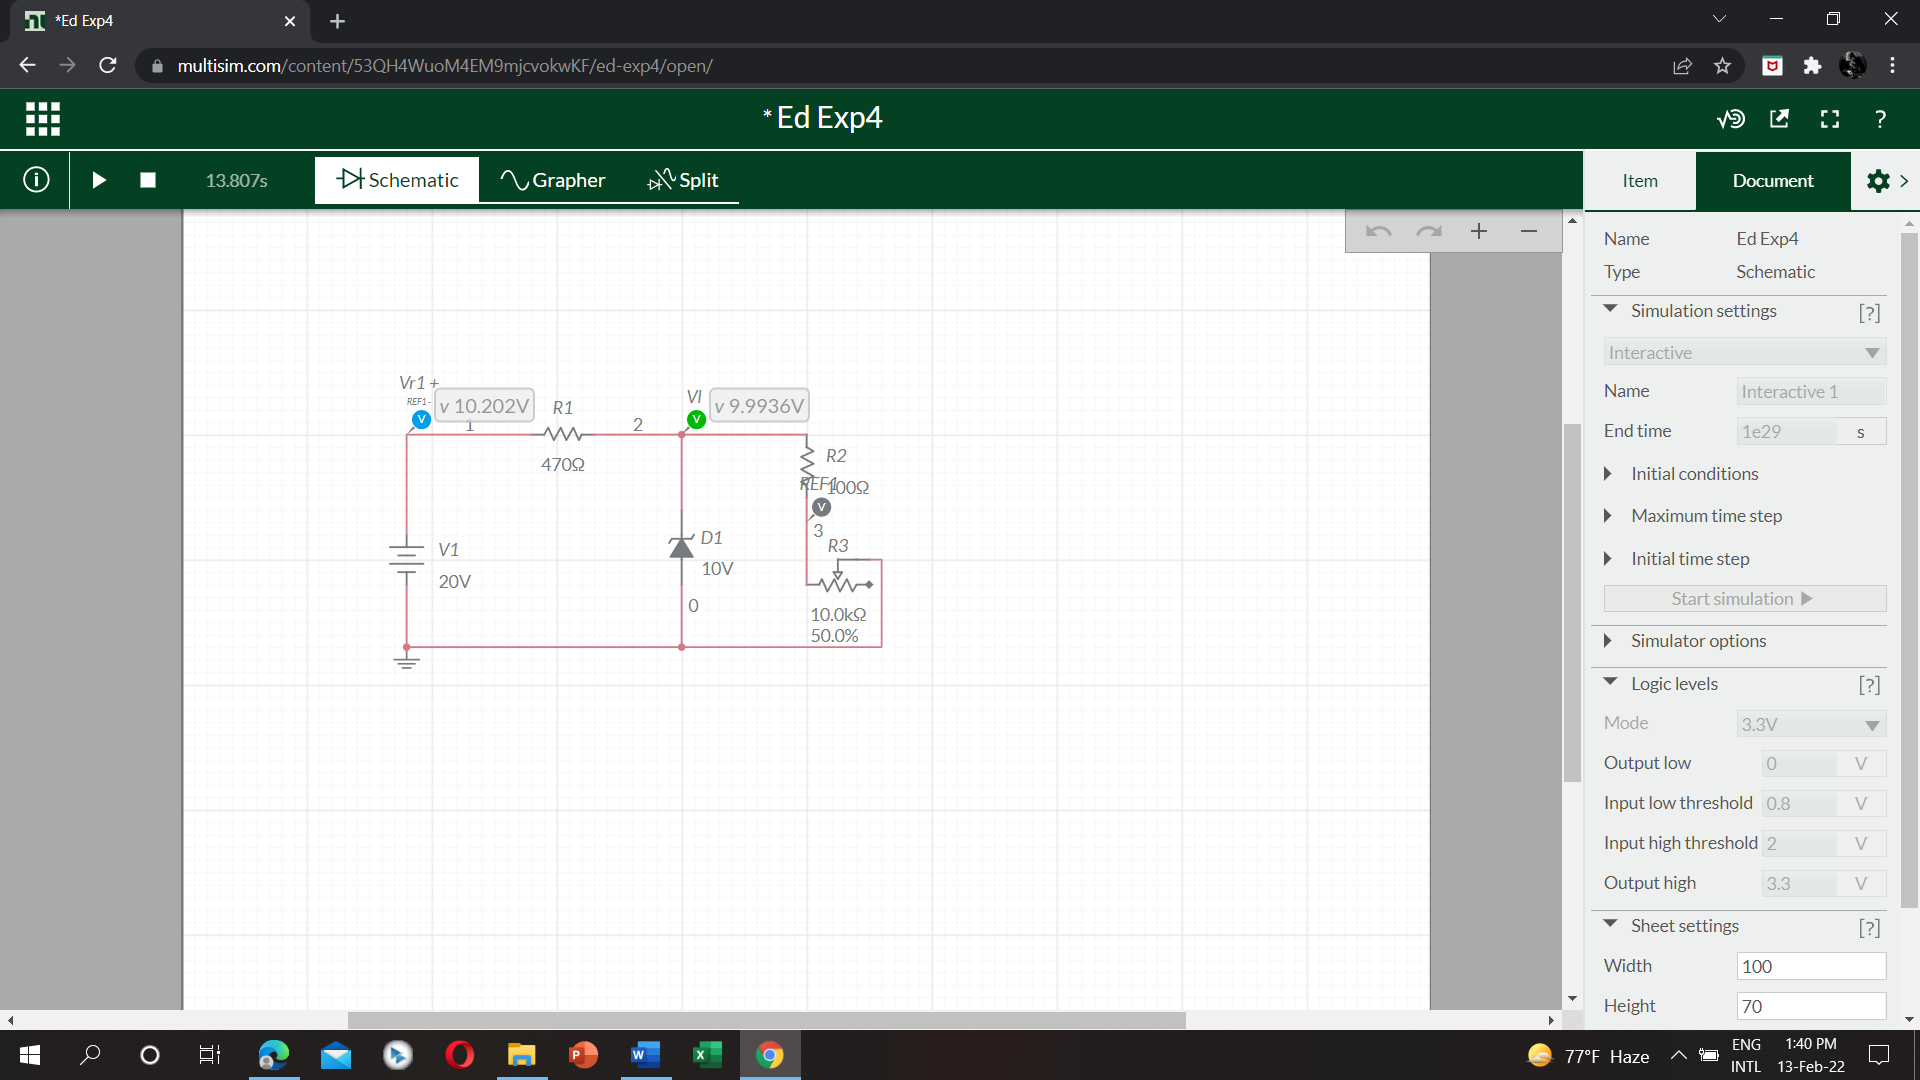 *Ed Exp4
multisim.com/content/53QH4WuoM4EM9mjcvokwKF/ed-exp4/open/
*Ed Exp4
?
13.807s
Schematic
Grapher
Split
Item
Document
Name Ed Exp4
Type Schematic
Simulation settings [?]
Interactive
Name Interactive 1
End time 1e29 s
Initial conditions
Maximum time step
Initial time step
Start simulation
Simulator options
Logic levels [?]
Mode 3.3V
Output low 0 V
Input low threshold 0.8 V
Input high threshold 2 V
Output high 3.3 V
Sheet settings [?]
Width 100
Height 70
Vr1 +
REF1-
V
v 10.202V
1
R1
470Ω
2
VI
V
v 9.9936V
R2
100Ω
REF1
V
3
R3
10.0kΩ
50.0%
D1
10V
0
V1
20V
77°F Haze
ENG
INTL
1:40 PM
13-Feb-22